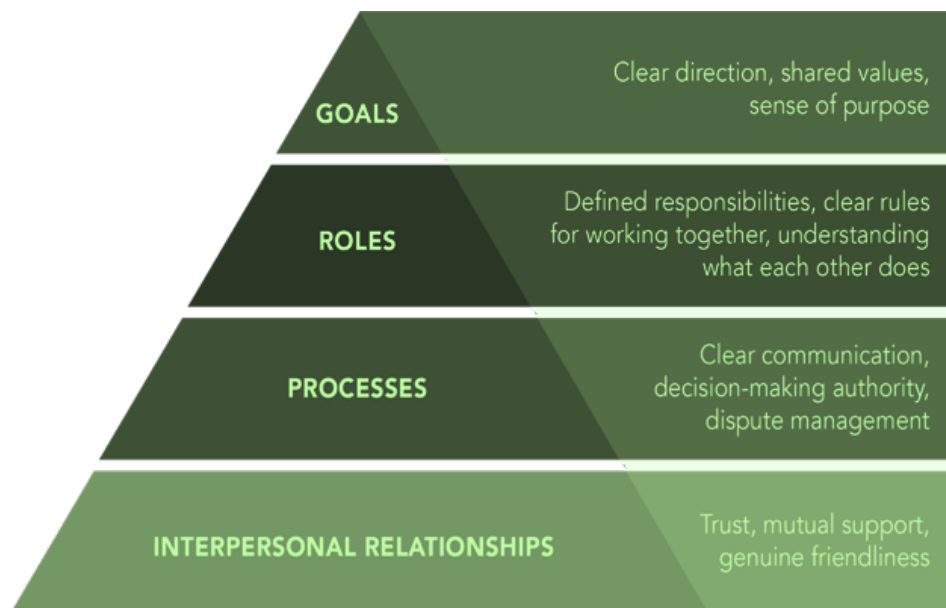 GOALS
Clear direction, shared values,
sense of purpose
ROLES
Defined responsibilities, clear rules
for working together, understanding
what each other does
PROCESSES
Clear communication,
decision-making authority,
dispute management
INTERPERSONAL RELATIONSHIPS
Trust, mutual support,
genuine friendliness